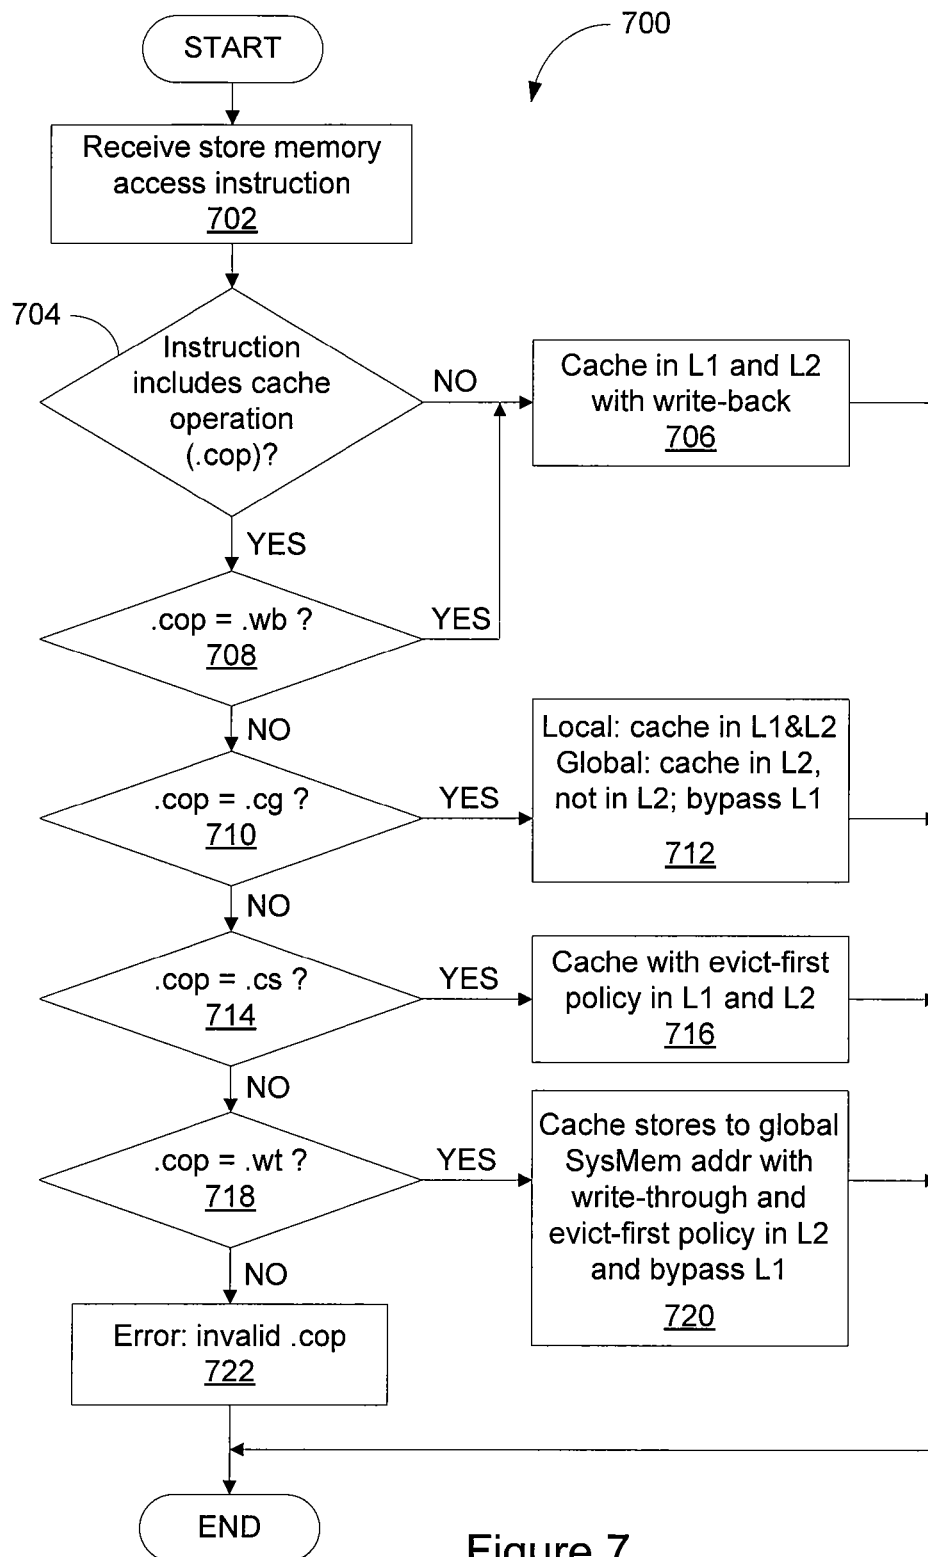 START
700
Receive store memory
access instruction
702
704
Instruction
includes cache
operation
(.cop)?
NO
Cache in L1 and L2
with write-back
706
YES
.cop = .wb ?
708
YES
NO
.cop = .cg ?
710
YES
Local: cache in L1&L2
Global: cache in L2,
not in L2; bypass L1
712
NO
.cop = .cs ?
714
YES
Cache with evict-first
policy in L1 and L2
716
NO
.cop = .wt ?
718
YES
Cache stores to global
SysMem addr with
write-through and
evict-first policy in L2
and bypass L1
720
NO
Error: invalid .cop
722
END
Figure 7